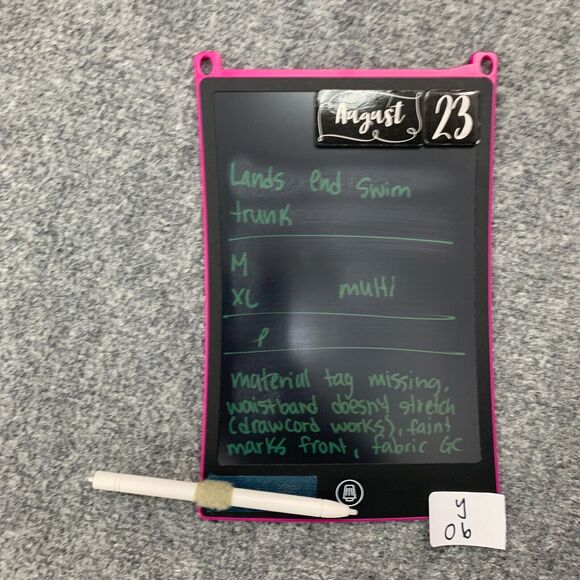 August 23
Lands end swim
trunk
M
XL multi
material tag missing,
waistband doesn't stretch
(drawcord works), faint
marks front, fabric GC
y
06